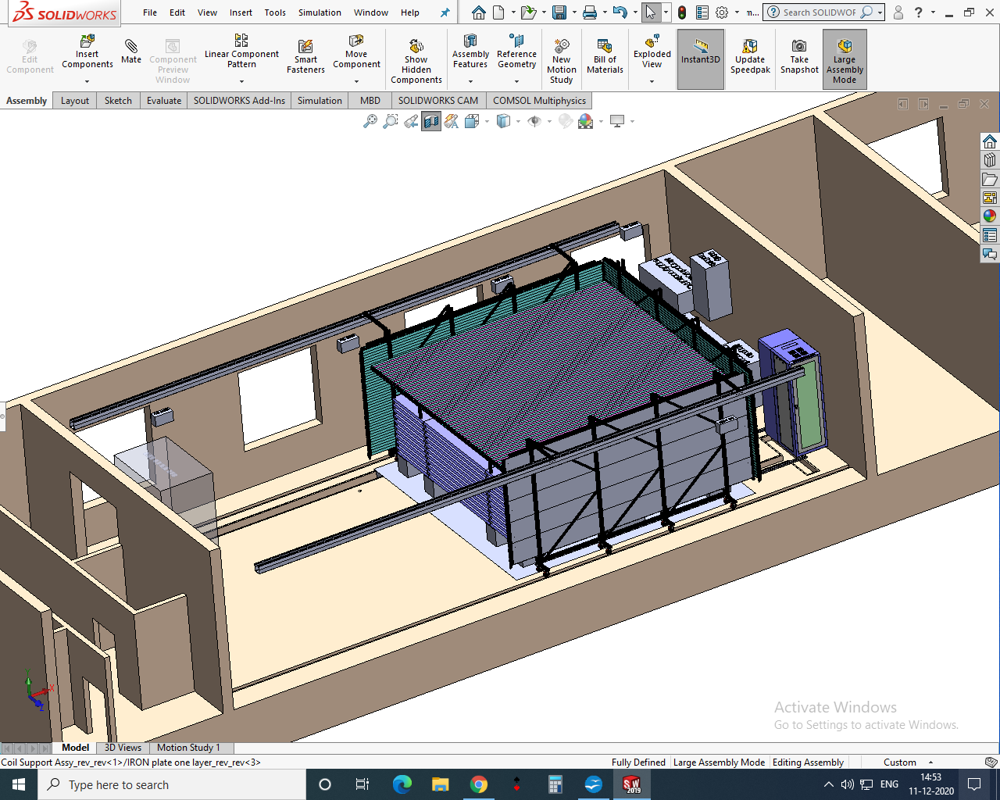 SOLIDWORKS
File Edit View Insert Tools Simulation Window Help
m...
Search SOLIDWOR
Edit Component
Insert Components
Mate
Component Preview Window
Linear Component Pattern
Smart Fasteners
Move Component
Show Hidden Components
Assembly Features
Reference Geometry
New Motion Study
Bill of Materials
Exploded View
Instant3D
Update Speedpak
Take Snapshot
Large Assembly Mode
Assembly Layout Sketch Evaluate SOLIDWORKS Add-Ins Simulation MBD SOLIDWORKS CAM COMSOL Multiphysics
Y
X
Z
Activate Windows
Go to Settings to activate Windows.
Model 3D Views Motion Study 1
Coil Support Assy_rev_rev<1>/IRON plate one layer_rev_rev<3>
Fully Defined Large Assembly Mode Editing Assembly Custom
Type here to search
SW 2019
ENG
14:53
11-12-2020